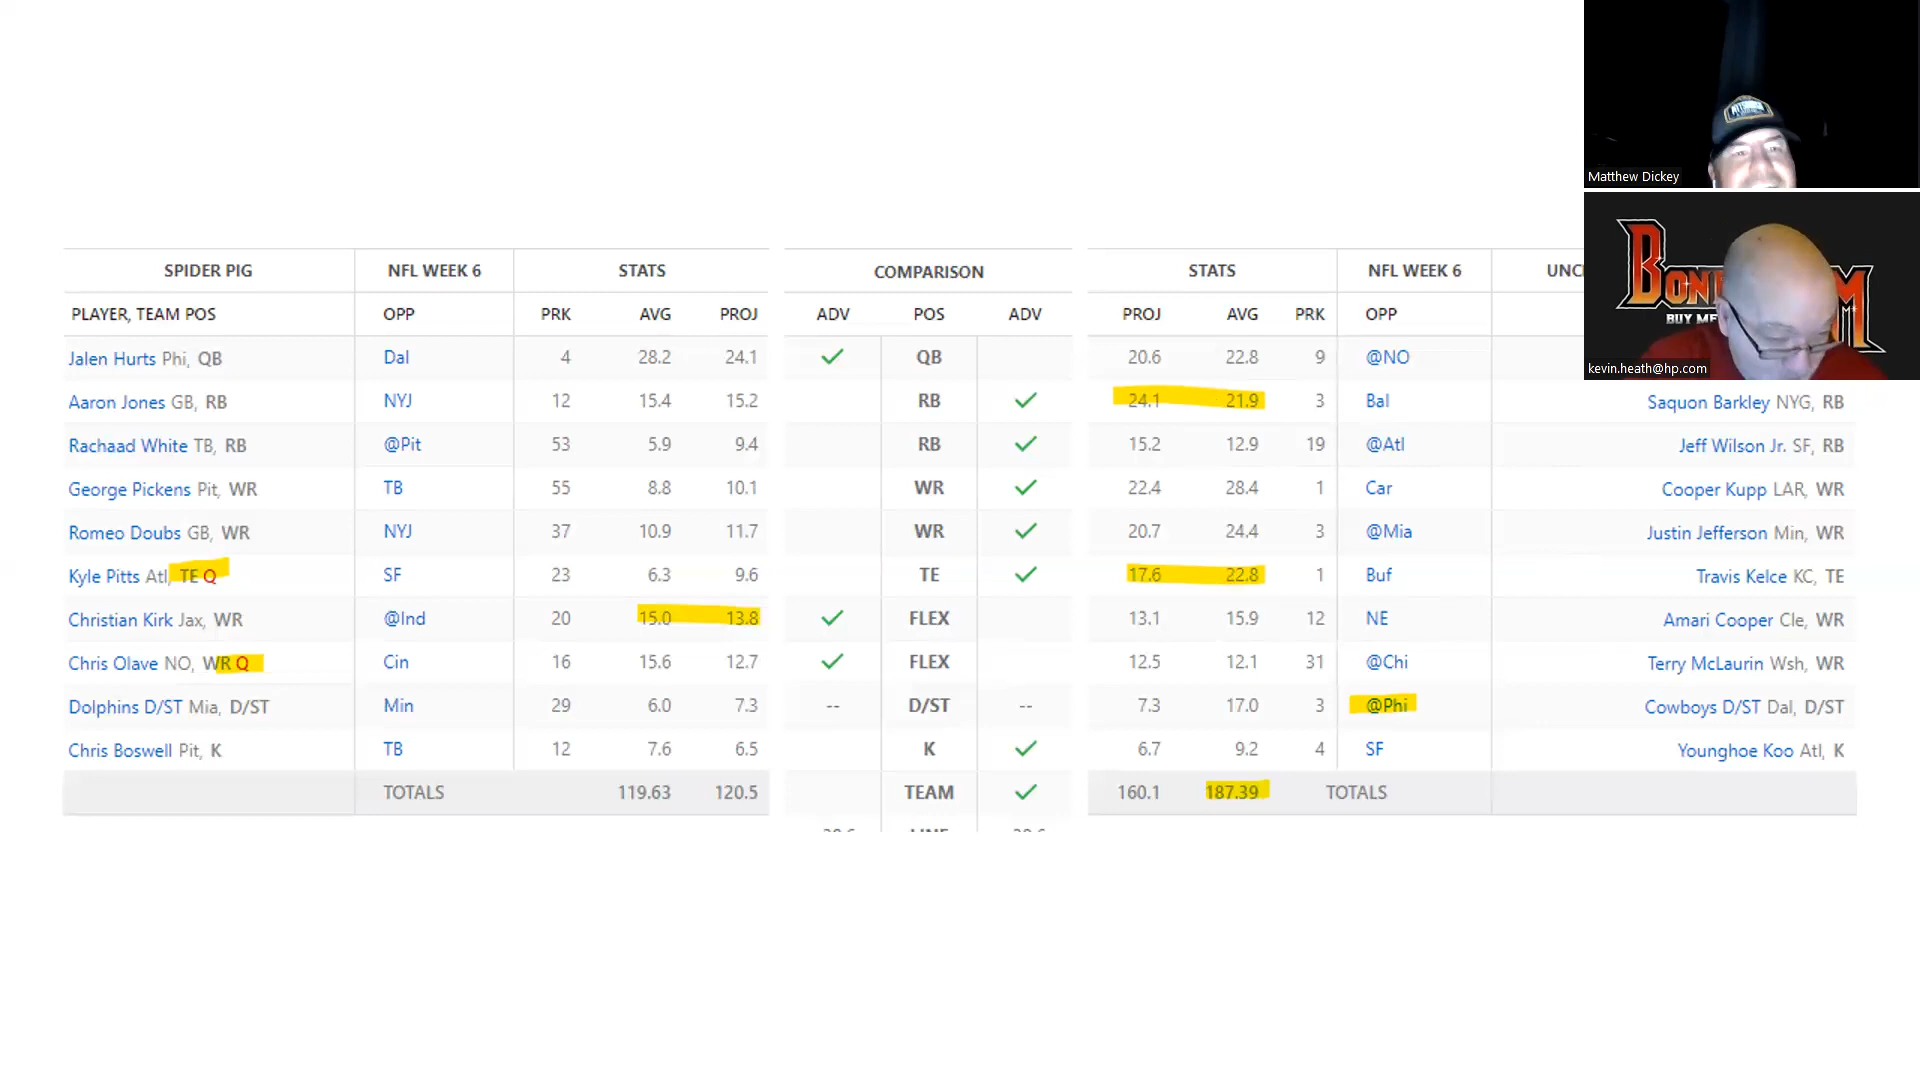 Matthew Dickey
kevin.heath@hp.com
BUY ME
SPIDER PIG NFL WEEK 6 STATS COMPARISON STATS NFL WEEK 6 UNC
PLAYER, TEAM POS OPP PRK AVG PROJ ADV POS ADV PROJ AVG PRK OPP
Jalen Hurts Phi, QB Dal 4 28.2 24.1 ✓ QB 20.6 22.8 9 @NO
Aaron Jones GB, RB NYJ 12 15.4 15.2 RB ✓ 24.1 21.9 3 Bal Saquon Barkley NYG, RB
Rachaad White TB, RB @Pit 53 5.9 9.4 RB ✓ 15.2 12.9 19 @Atl Jeff Wilson Jr. SF, RB
George Pickens Pit, WR TB 55 8.8 10.1 WR ✓ 22.4 28.4 1 Car Cooper Kupp LAR, WR
Romeo Doubs GB, WR NYJ 37 10.9 11.7 WR ✓ 20.7 24.4 3 @Mia Justin Jefferson Min, WR
Kyle Pitts Atl, TE Q SF 23 6.3 9.6 TE ✓ 17.6 22.8 1 Buf Travis Kelce KC, TE
Christian Kirk Jax, WR @Ind 20 15.0 13.8 ✓ FLEX 13.1 15.9 12 NE Amari Cooper Cle, WR
Chris Olave NO, WR Q Cin 16 15.6 12.7 ✓ FLEX 12.5 12.1 31 @Chi Terry McLaurin Wsh, WR
Dolphins D/ST Mia, D/ST Min 29 6.0 7.3 -- D/ST -- 7.3 17.0 3 @Phi Cowboys D/ST Dal, D/ST
Chris Boswell Pit, K TB 12 7.6 6.5 K ✓ 6.7 9.2 4 SF Younghoe Koo Atl, K
TOTALS 119.63 120.5 TEAM ✓ 160.1 187.39 TOTALS